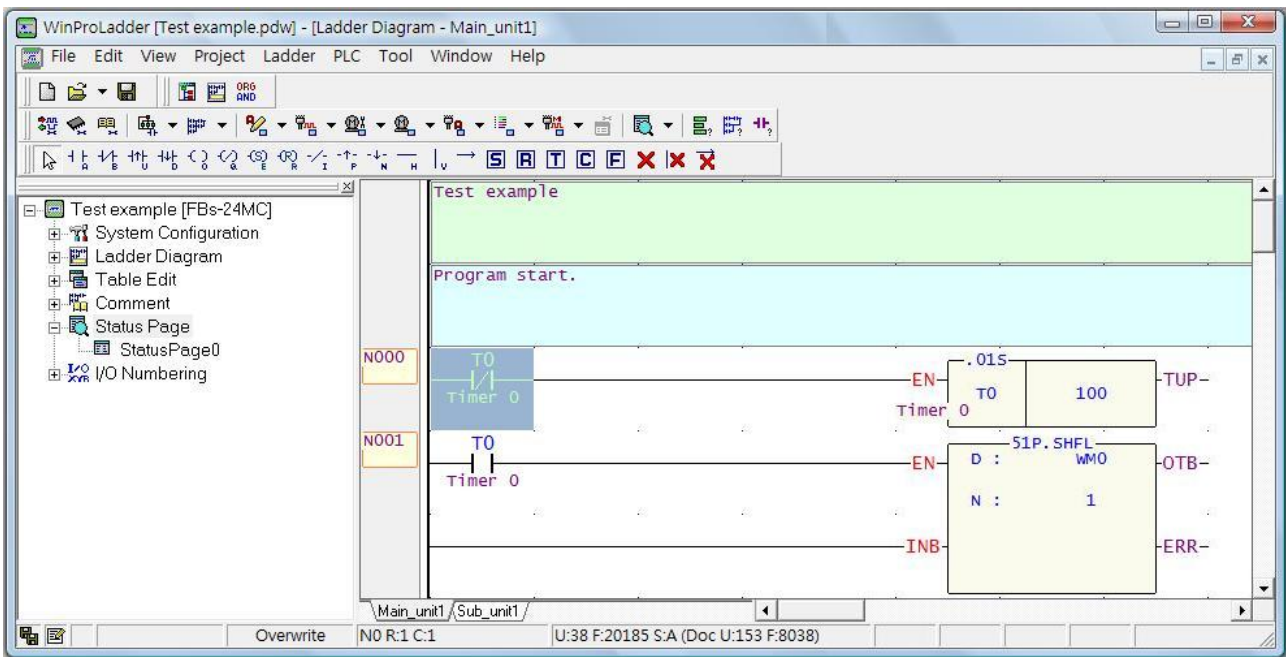 WinProLadder [Test example.pdw] - [Ladder Diagram - Main_unit1]
File Edit View Project Ladder PLC Tool Window Help
ORG
AND
A B U D O Q E R I P N H V S R T C F
Test example [FBs-24MC]
System Configuration
Ladder Diagram
Table Edit
Comment
Status Page
StatusPage0
I/O Numbering
Test example
Program start.
N000
T0
Timer 0
EN
.01S
T0 100
Timer 0
TUP
N001
T0
Timer 0
EN
51P.SHFL
D : WM0
OTB
N : 1
INB
ERR
Main_unit1 Sub_unit1
Overwrite N0 R:1 C:1 U:38 F:20185 S:A (Doc U:153 F:8038)